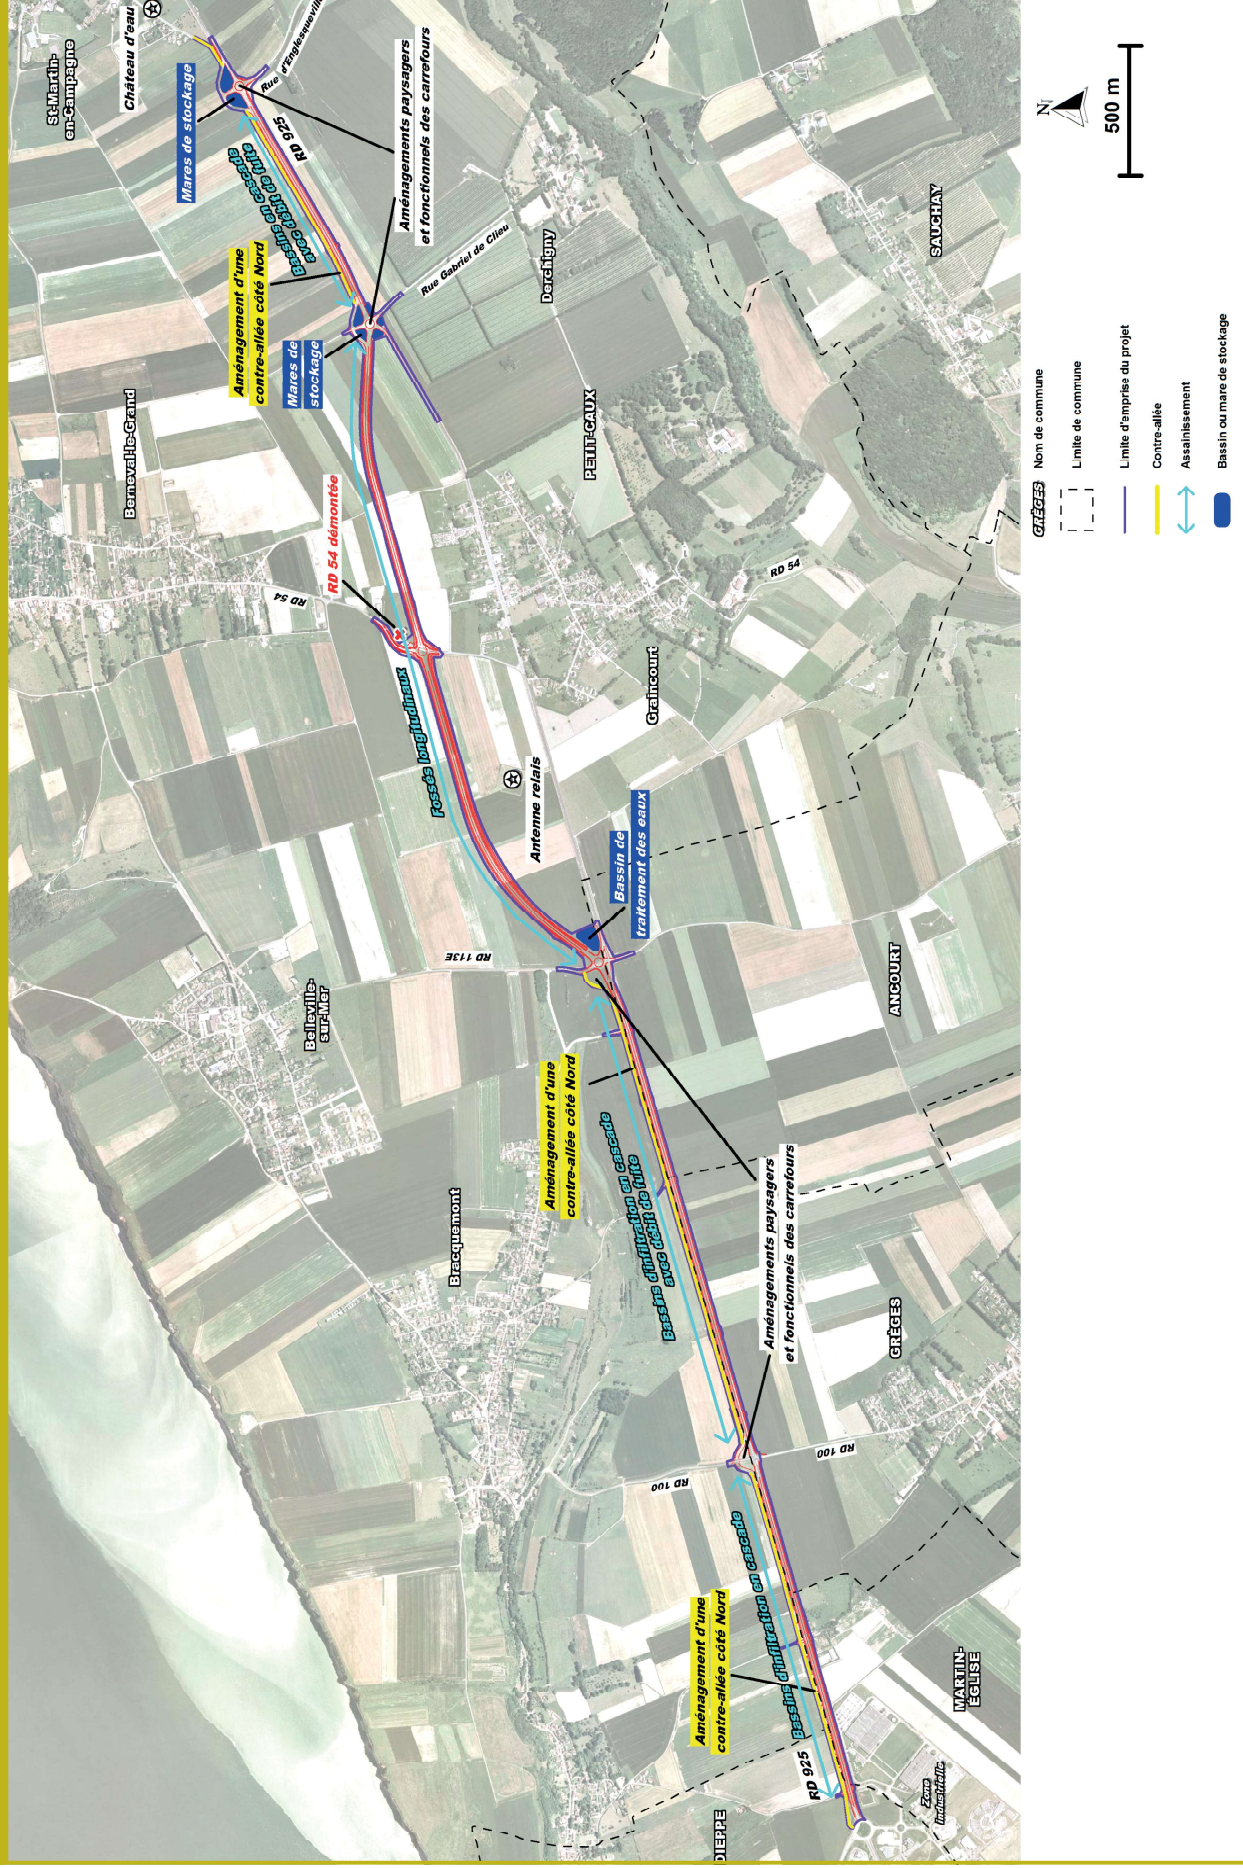 St-Martin-
en-Campagne
Château d'eau
Mares de stockage
Rue d'Englesqueville
RD 925
Bassins en cascade
avec débit de fuite
Aménagements paysagers
et fonctionnels des carrefours
Aménagement d'une
contre-allée côté Nord
Mares de
stockage
Rue Gabriel de Clieu
Derchigny
SAUCHAY
Berneval-le-Grand
PETIT-CAUX
RD 54 démontée
RD 54
RD 54
Fossés longitudinaux
Graincourt
Antenne relais
Bassin de
traitement des eaux
RD 113E
Belleville-
sur-Mer
ANCOURT
Aménagement d'une
contre-allée côté Nord
Bassins d'infiltration en cascade
avec débit de fuite
Bracquemont
Aménagements paysagers
et fonctionnels des carrefours
GRÈGES
RD 100
RD 100
Bassins d'infiltration en cascade
Aménagement d'une
contre-allée côté Nord
MARTIN-
ÉGLISE
RD 925
Zone
industrielle
DIEPPE
N
500 m
GRÈGES Nom de commune
Limite de commune
Limite d'emprise du projet
Contre-allée
Assainissement
Bassin ou mare de stockage